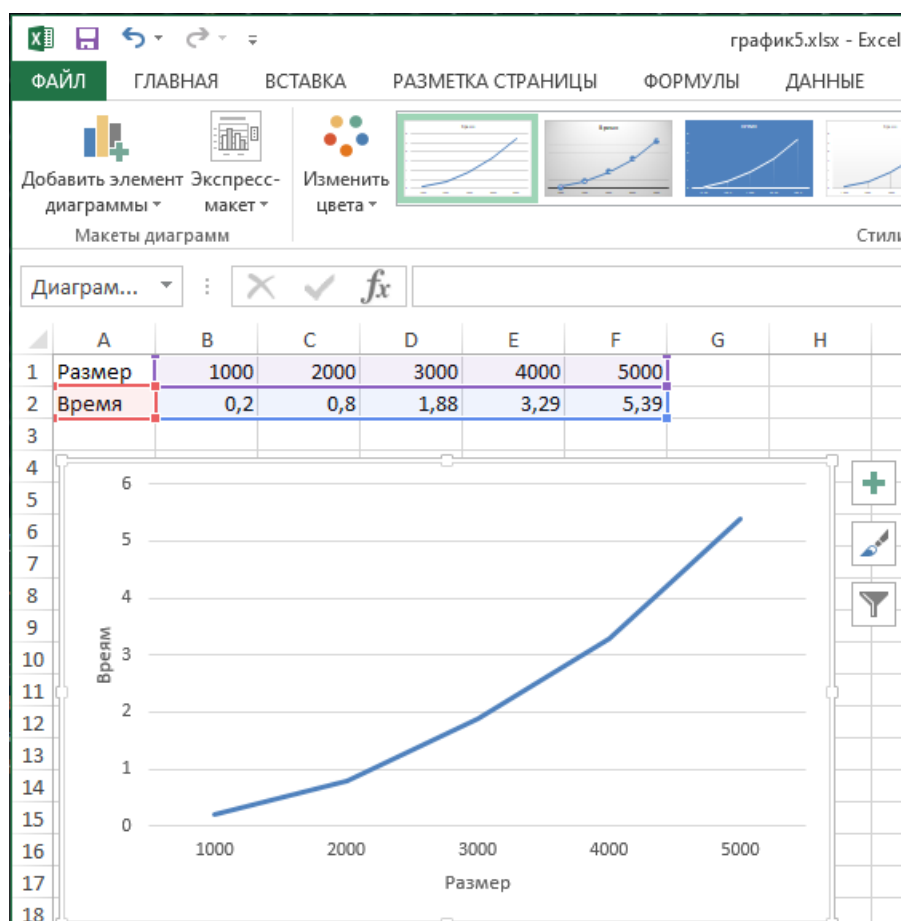 график5.xlsx - Excel
ФАЙЛ ГЛАВНАЯ ВСТАВКА РАЗМЕТКА СТРАНИЦЫ ФОРМУЛЫ ДАННЫЕ
Добавить элемент диаграммы
Экспресс-макет
Изменить цвета
Макеты диаграмм
Стили
Диаграм... fx
A B C D E F G H
1 Размер 1000 2000 3000 4000 5000
2 Время 0,2 0,8 1,88 3,29 5,39
3
4
5
6
7
8
9
10
11
12
13
14
15
16
17
18
6
5
4
3
2
1
0
Вреям
1000 2000 3000 4000 5000
Размер